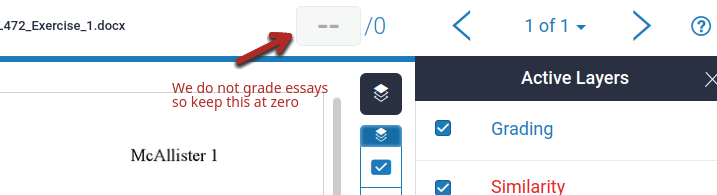 L472_Exercise_1.docx
-- /0
1 of 1
We do not grade essays
so keep this at zero
Active Layers
McAllister 1
Grading
Similarity